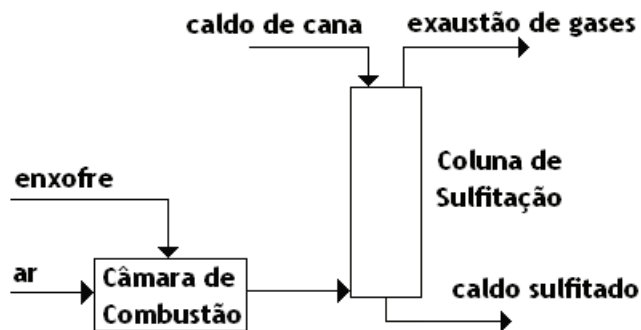 caldo de cana
exaustão de gases
Coluna de
Sulfitação
enxofre
ar
Câmara de
Combustão
caldo sulfitado